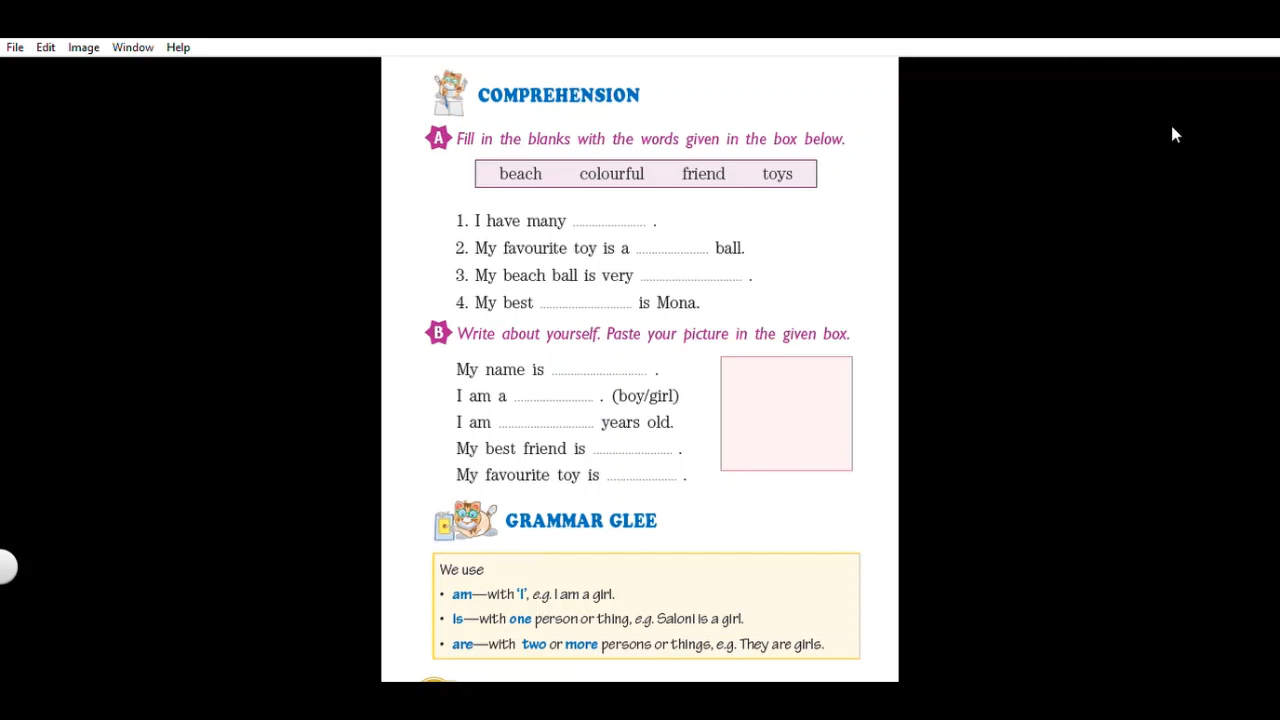 File Edit Image Window Help
COMPREHENSION
A Fill in the blanks with the words given in the box below.
beach colourful friend toys
1. I have many ...................... .
2. My favourite toy is a ...................... ball.
3. My beach ball is very .............................. .
4. My best ........................... is Mona.
B Write about yourself. Paste your picture in the given box.
My name is ............................ .
I am a ........................ . (boy/girl)
I am ............................ years old.
My best friend is ........................ .
My favourite toy is ..................... .
GRAMMAR GLEE
We use
• am—with 'I', e.g. I am a girl.
• is—with one person or thing, e.g. Saloni is a girl.
• are—with two or more persons or things, e.g. They are girls.